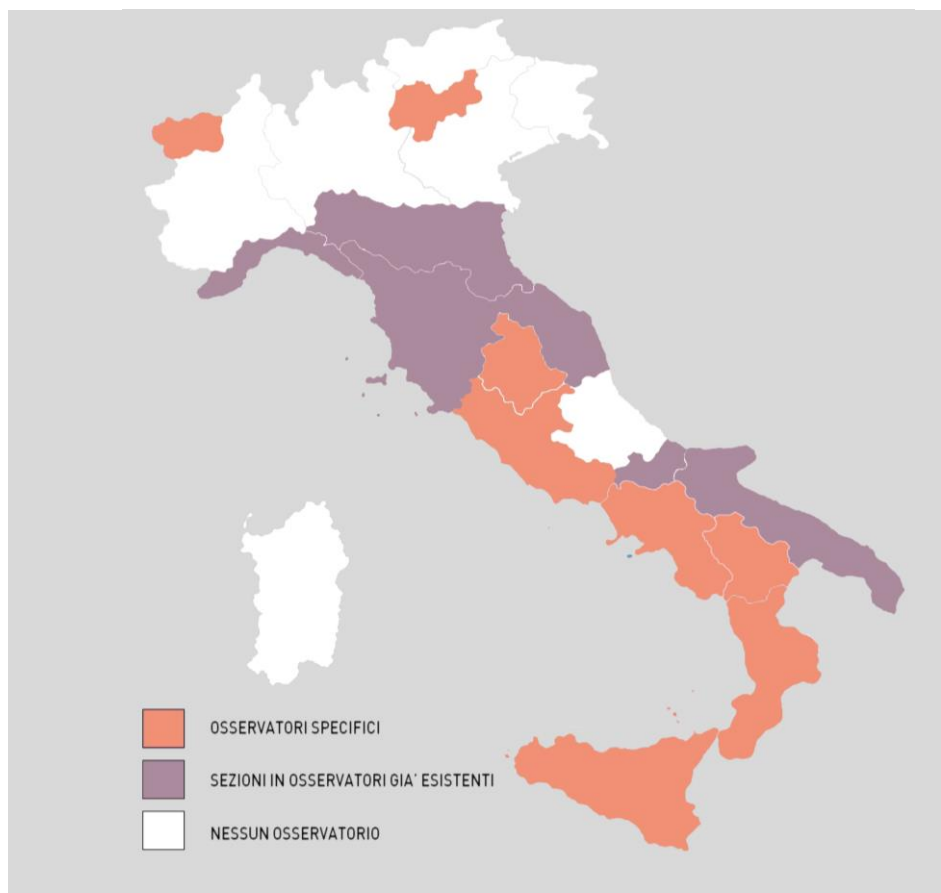 OSSERVATORI SPECIFICI
SEZIONI IN OSSERVATORI GIA' ESISTENTI
NESSUN OSSERVATORIO